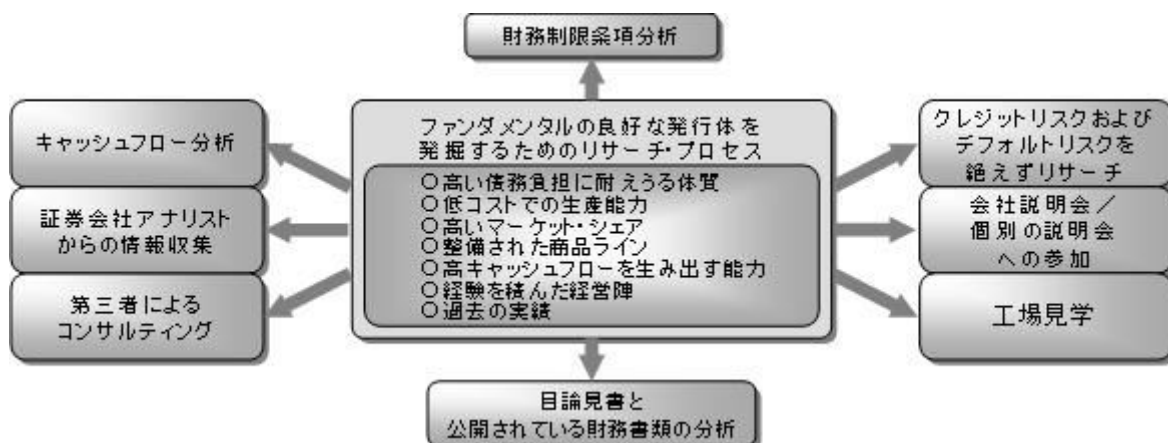 財務制限条項分析
キャッシュフロー分析
証券会社アナリスト
からの情報収集
第三者による
コンサルティング
ファンダメンタルの良好な発行体を
発掘するためのリサーチ・プロセス
○高い債務負担に耐えうる体質
○低コストでの生産能力
○高いマーケット・シェア
○整備された商品ライン
○高キャッシュフローを生み出す能力
○経験を積んだ経営陣
○過去の実績
クレジットリスクおよび
デフォルトリスクを
絶えずリサーチ
会社説明会／
個別の説明会
への参加
工場見学
目論見書と
公開されている財務書類の分析